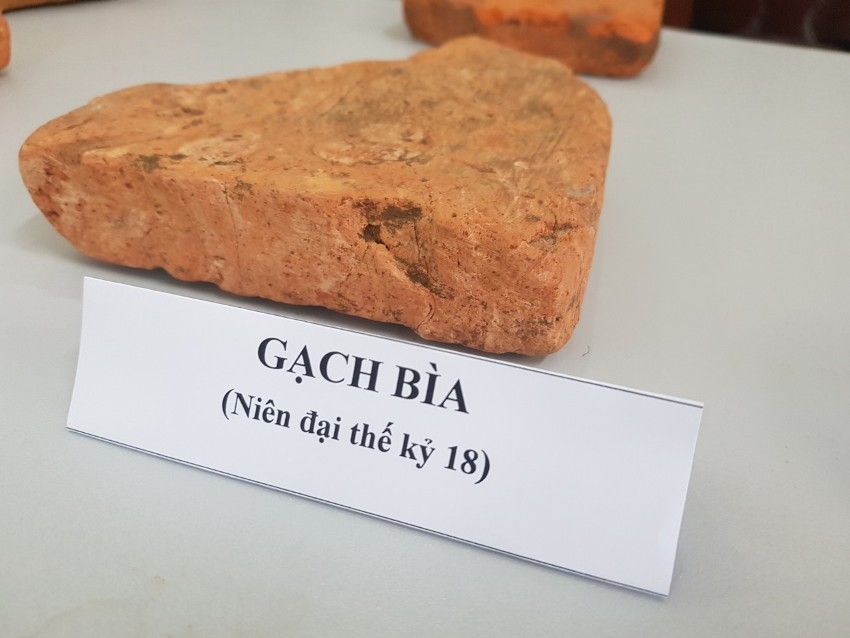 GẠCH BÌA
(Niên đại thế kỷ 18)